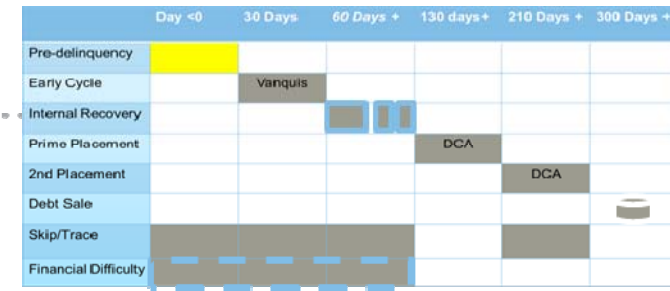 Day <0 30 Days 60 Days + 130 days+ 210 Days + 300 Days +
Pre-delinquency
Early Cycle Vanquis
Internal Recovery
Prime Placement DCA
2nd Placement DCA
Debt Sale
Skip/Trace
Financial Difficulty